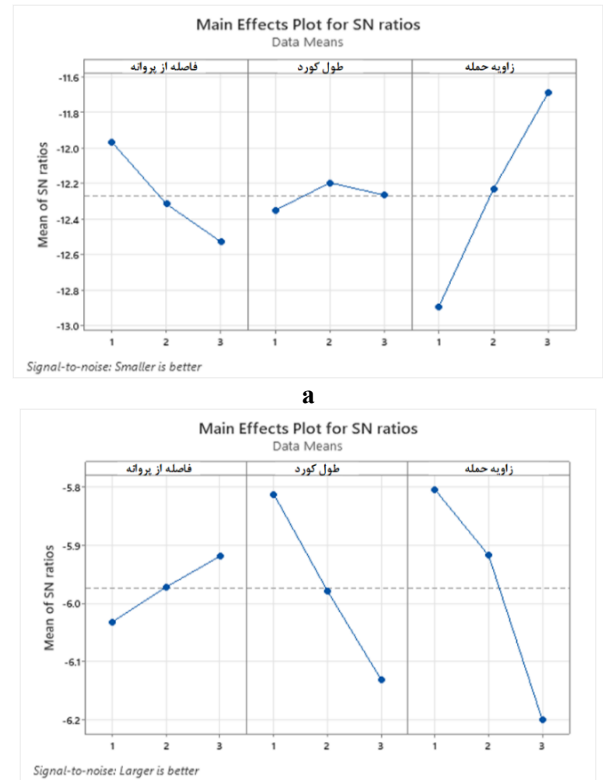 Main Effects Plot for SN ratios
Data Means
فاصله از پروانه
طول کورد
زاویه حمله
Mean of SN ratios
-11.6
-11.8
-12.0
-12.2
-12.4
-12.6
-12.8
-13.0
1 2 3 1 2 3 1 2 3
Signal-to-noise: Smaller is better
a
Main Effects Plot for SN ratios
Data Means
فاصله از پروانه
طول کورد
زاویه حمله
Mean of SN ratios
-5.8
-5.9
-6.0
-6.1
-6.2
1 2 3 1 2 3 1 2 3
Signal-to-noise: Larger is better